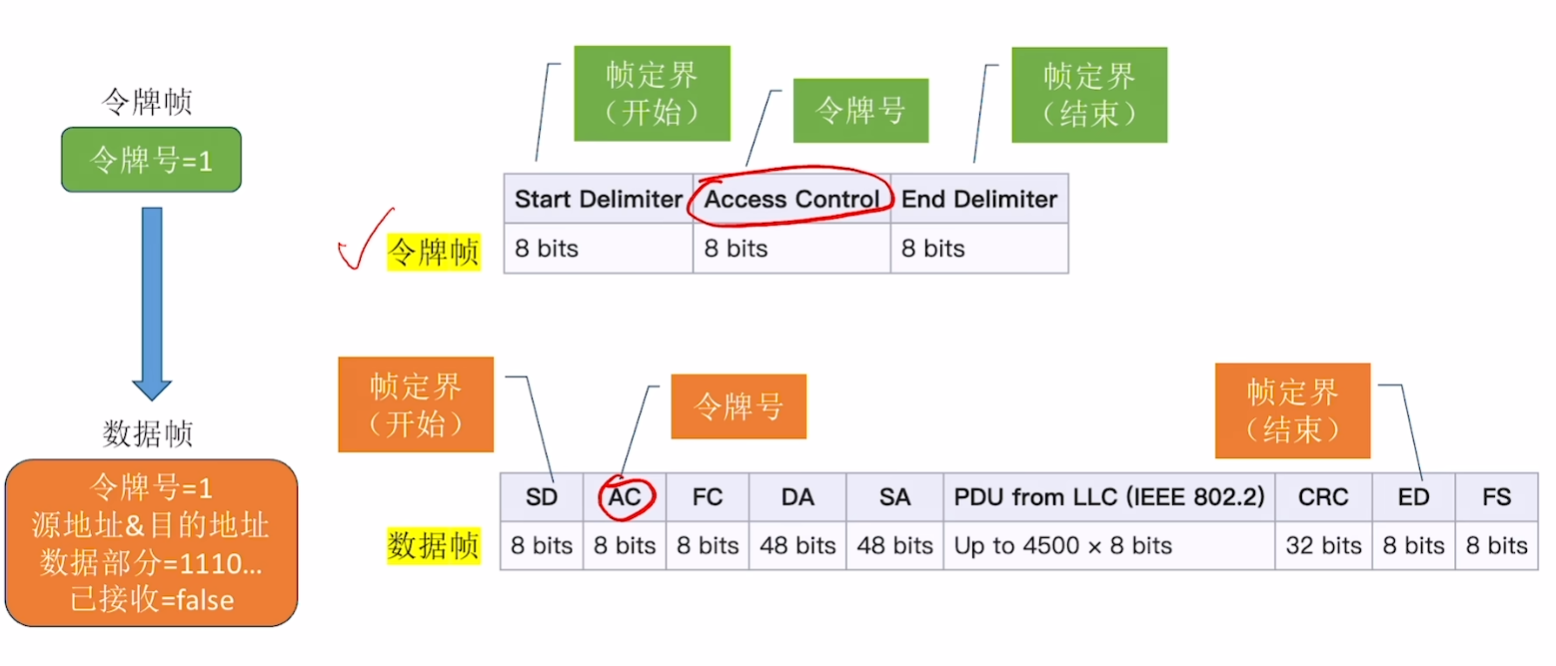 令牌帧
令牌号=1
数据帧
令牌号=1
源地址&目的地址
数据部分=1110...
已接收=false
帧定界
（开始）
令牌号
帧定界
（结束）
Start Delimiter Access Control End Delimiter
令牌帧 8 bits 8 bits 8 bits
帧定界
（开始）
令牌号
帧定界
（结束）
SD AC FC DA SA PDU from LLC (IEEE 802.2) CRC ED FS
数据帧 8 bits 8 bits 8 bits 48 bits 48 bits Up to 4500 × 8 bits 32 bits 8 bits 8 bits